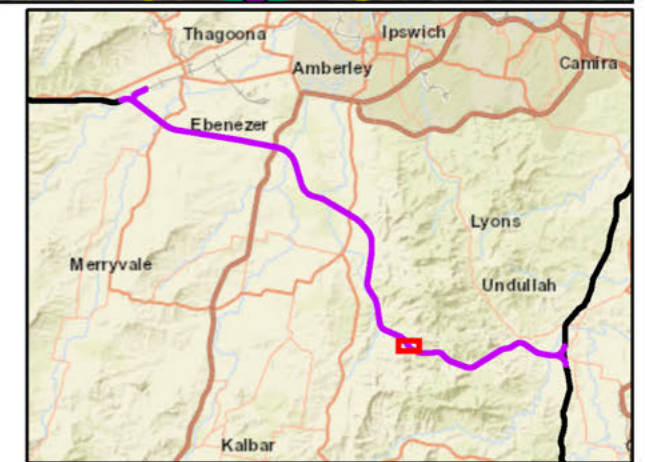 Thagoona
Ipswich
Amberley
Camira
Ebenezer
Lyons
Merryvale
Undullah
Kalbar